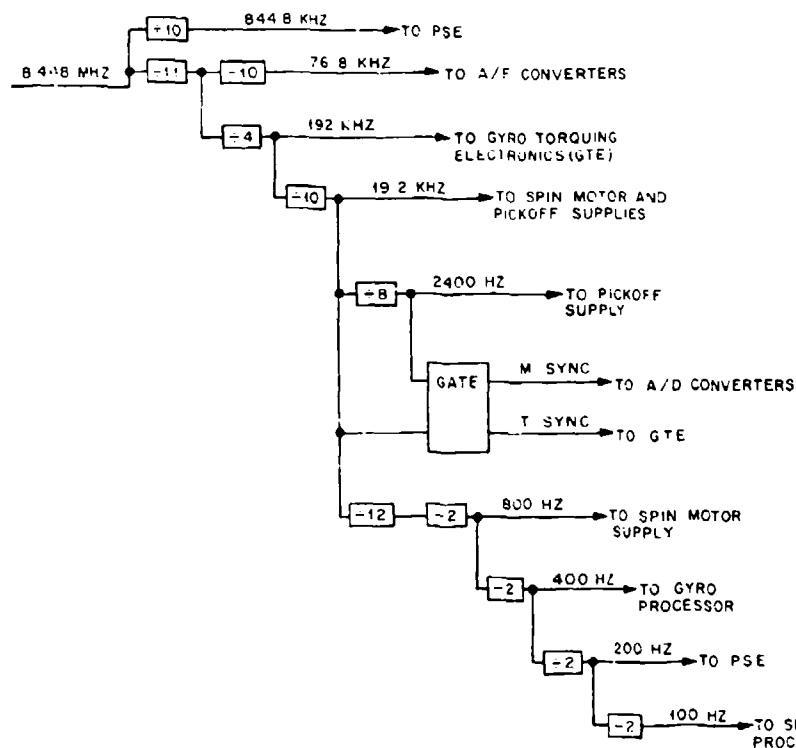 ÷10
844.8 KHZ
TO PSE
8.448 MHZ
÷11
÷10
76.8 KHZ
TO A/F CONVERTERS
÷4
192 KHZ
TO GYRO TORQUING
ELECTRONICS (GTE)
÷10
19.2 KHZ
TO SPIN MOTOR AND
PICKOFF SUPPLIES
÷8
2400 HZ
TO PICKOFF
SUPPLY
GATE
M SYNC
TO A/D CONVERTERS
T SYNC
TO GTE
÷12
÷2
800 HZ
TO SPIN MOTOR
SUPPLY
÷2
400 HZ
TO GYRO
PROCESSOR
÷2
200 HZ
TO PSE
÷2
100 HZ
TO